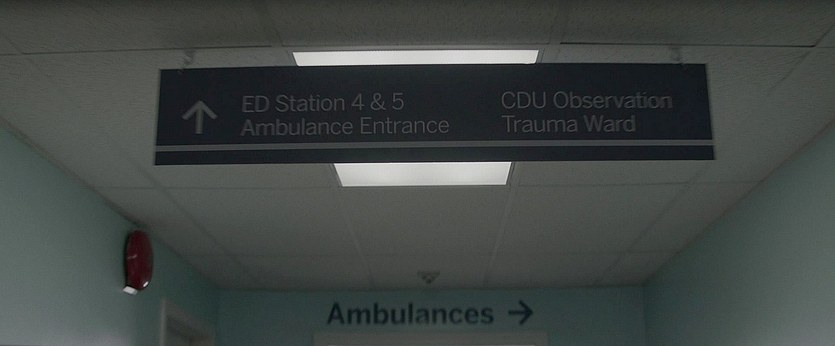 ↑ ED Station 4 & 5
Ambulance Entrance
CDU Observation
Trauma Ward
Ambulances →